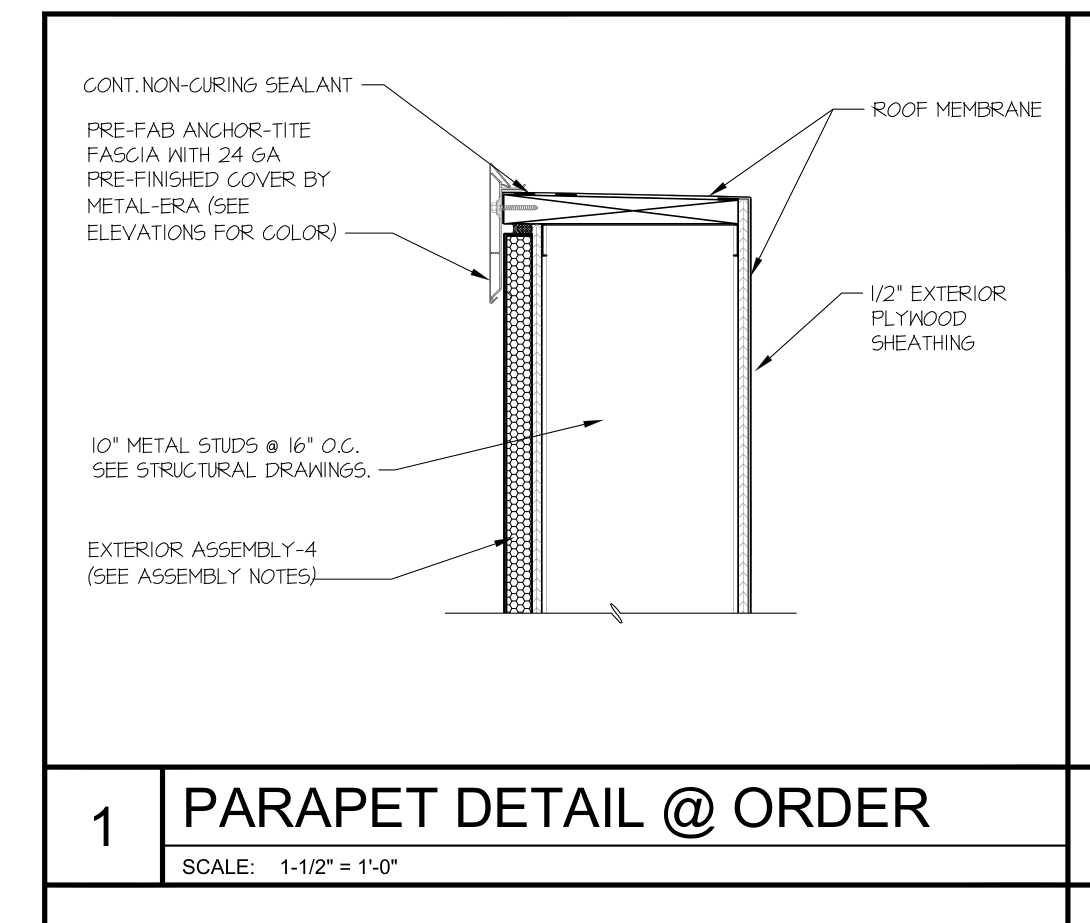 CONT. NON-CURING SEALANT
PRE-FAB ANCHOR-TITE
FASCIA WITH 24 GA
PRE-FINISHED COVER BY
METAL-ERA (SEE
ELEVATIONS FOR COLOR)
ROOF MEMBRANE
1/2" EXTERIOR
PLYWOOD
SHEATHING
10" METAL STUDS @ 16" O.C.
SEE STRUCTURAL DRAWINGS.
EXTERIOR ASSEMBLY-4
(SEE ASSEMBLY NOTES)
1
PARAPET DETAIL @ ORDER
SCALE: 1-1/2" = 1'-0"